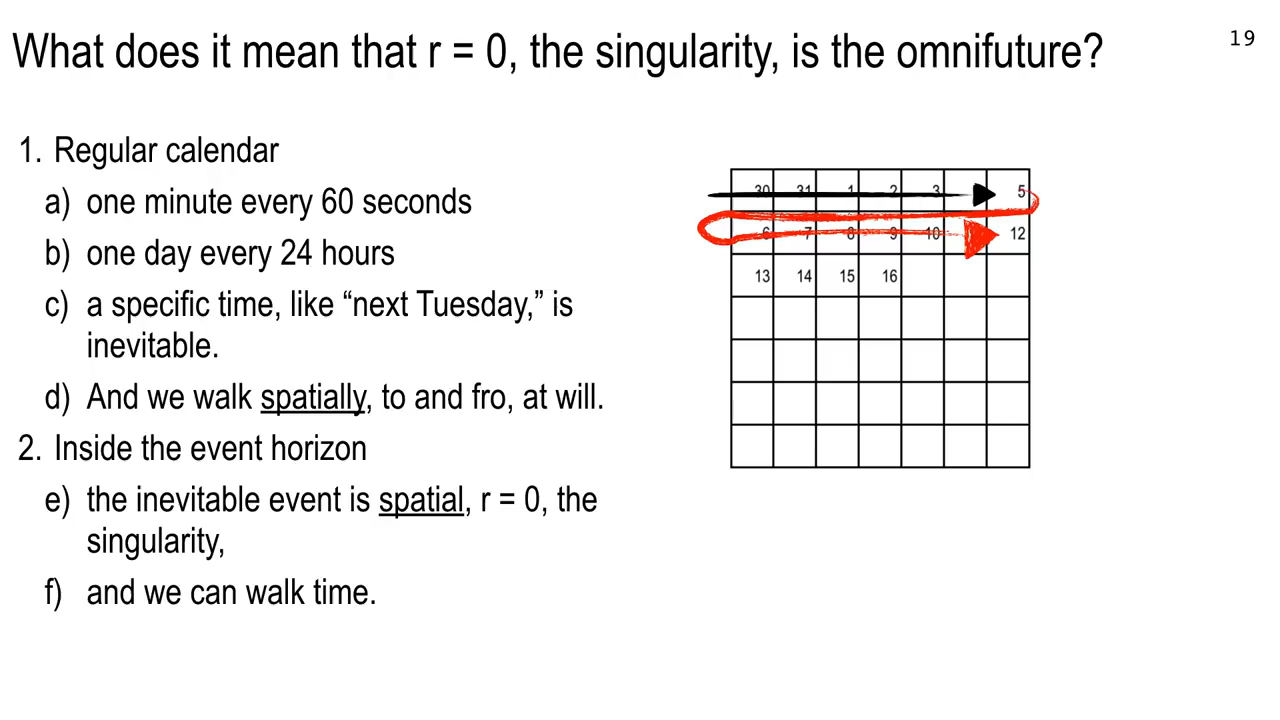 What does it mean that r = 0, the singularity, is the omnifuture?
19
1. Regular calendar
a) one minute every 60 seconds
b) one day every 24 hours
c) a specific time, like “next Tuesday,” is
inevitable.
d) And we walk spatially, to and fro, at will.
2. Inside the event horizon
e) the inevitable event is spatial, r = 0, the
singularity,
f) and we can walk time.
30 31 1 2 3 5
6 7 8 9 10 12
13 14 15 16